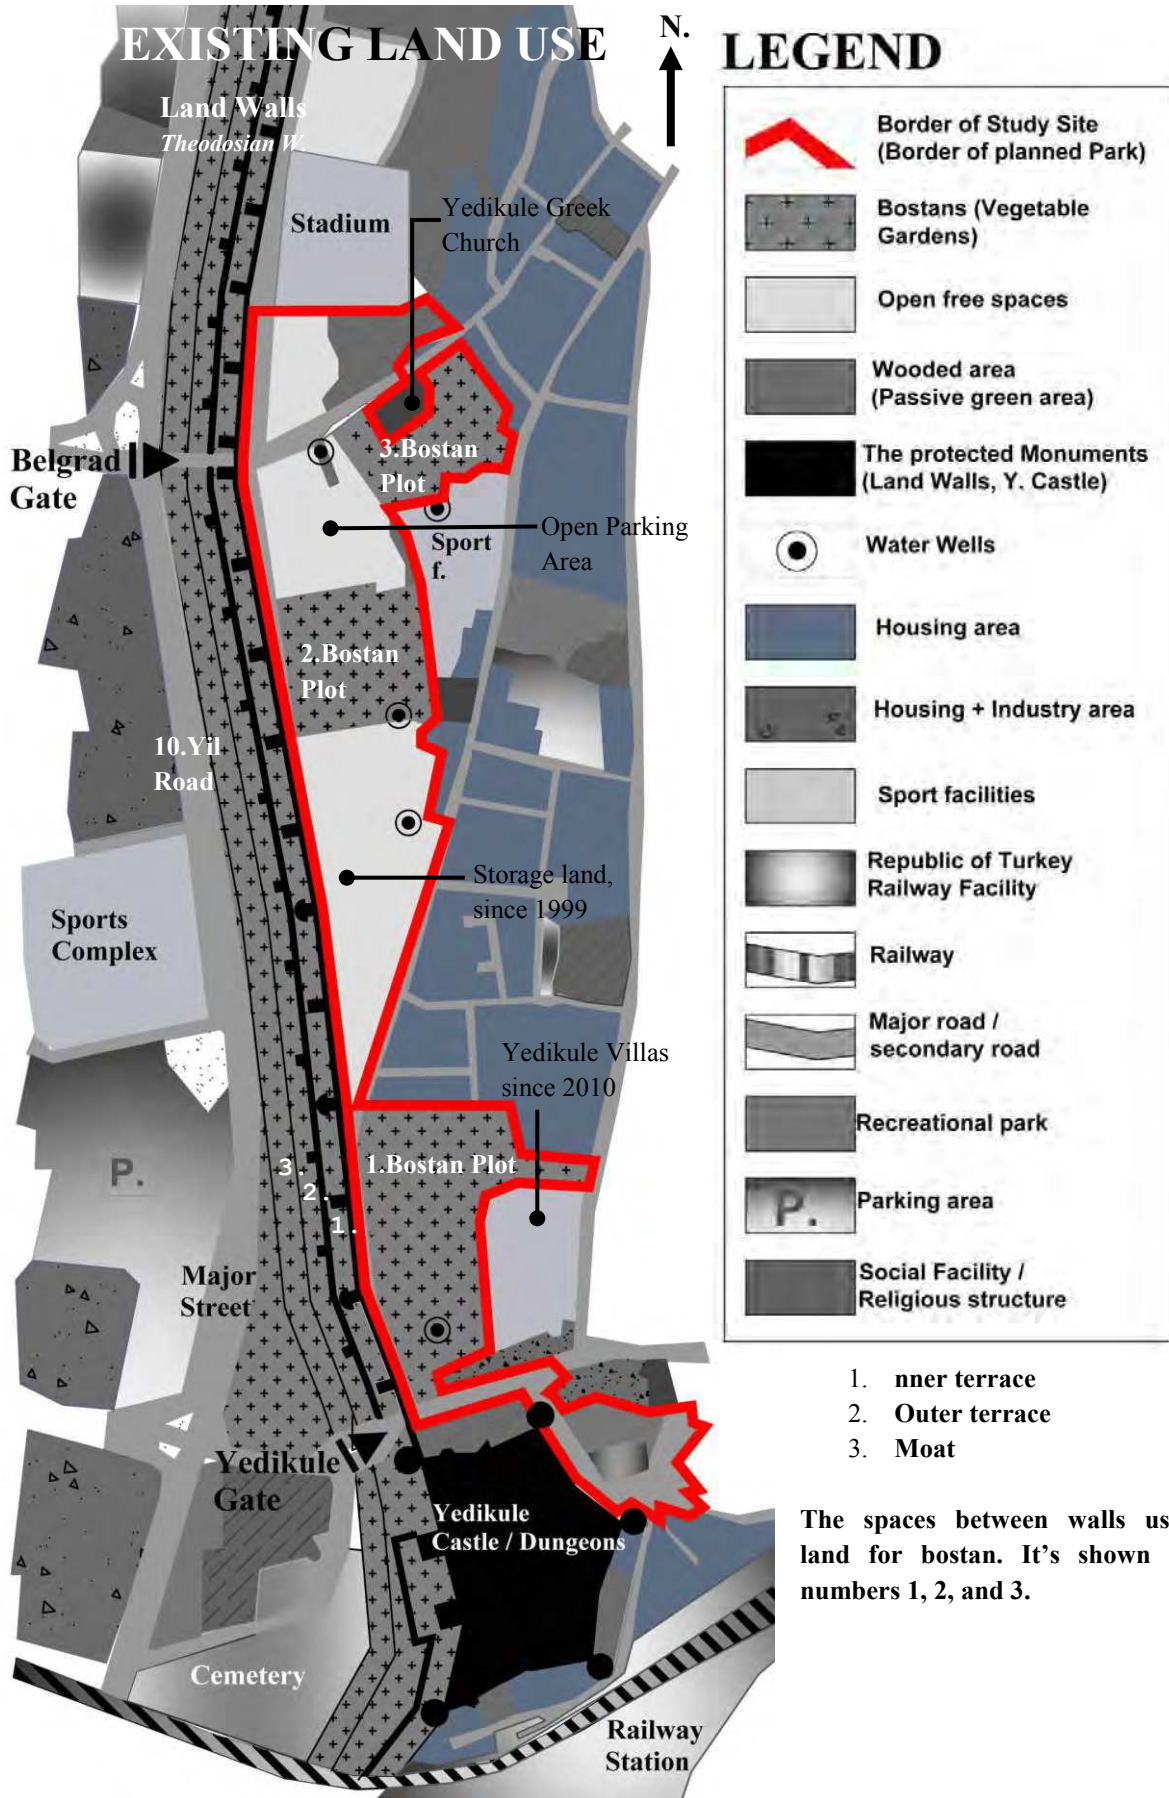 EXISTING LAND USE
N.
LEGEND
Land Walls
Theodosian W.
Stadium
Yedikule Greek
Church
Belgrad
Gate
3.Bostan
Plot
Open Parking
Area
Sport
f.
2.Bostan
Plot
10.Yil
Road
Storage land,
since 1999
Sports
Complex
Yedikule Villas
since 2010
P.
3.
2.
1.
1.Bostan Plot
Major
Street
Yedikule
Gate
Yedikule
Castle / Dungeons
Cemetery
Railway
Station
Border of Study Site
(Border of planned Park)
Bostans (Vegetable
Gardens)
Open free spaces
Wooded area
(Passive green area)
The protected Monuments
(Land Walls, Y. Castle)
Water Wells
Housing area
Housing + Industry area
Sport facilities
Republic of Turkey
Railway Facility
Railway
Major road /
secondary road
Recreational park
P.
Parking area
Social Facility /
Religious structure
1. nner terrace
2. Outer terrace
3. Moat
The spaces between walls us
land for bostan. It's shown
numbers 1, 2, and 3.